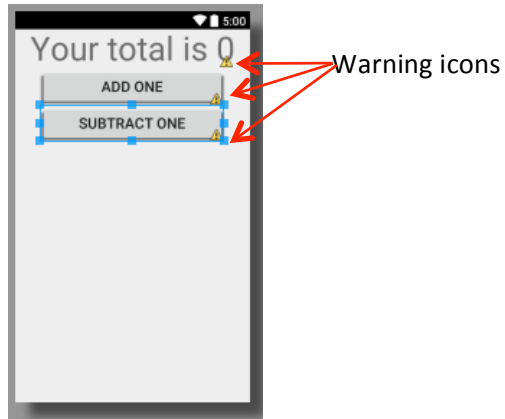 5:00
Your total is 0
Warning icons
ADD ONE
SUBTRACT ONE